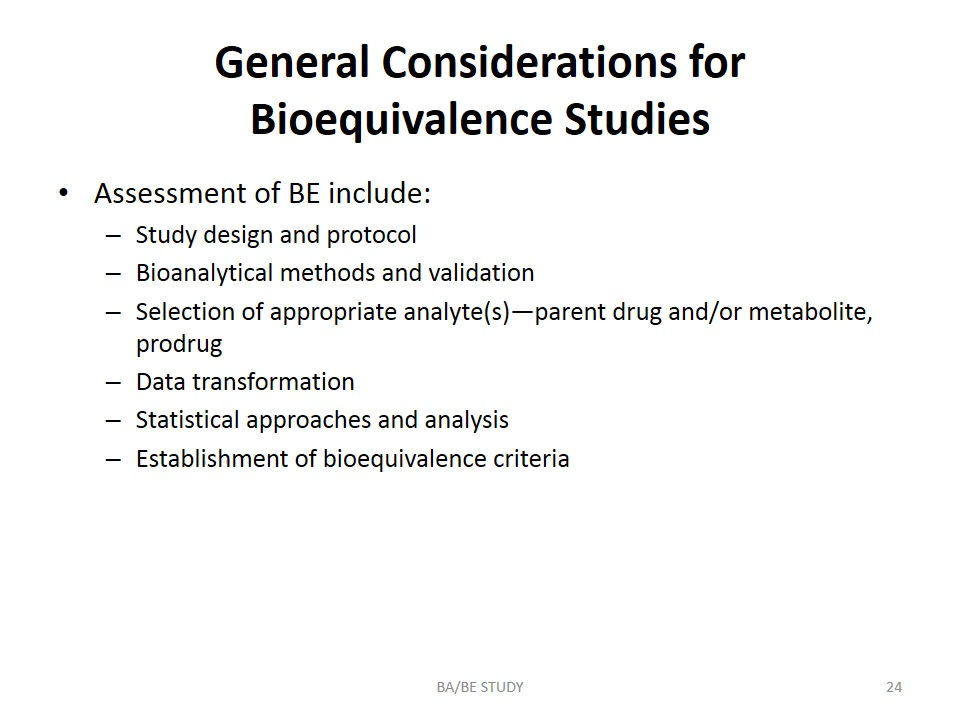 General Considerations for
Bioequivalence Studies
• Assessment of BE include:
– Study design and protocol
– Bioanalytical methods and validation
– Selection of appropriate analyte(s)—parent drug and/or metabolite,
prodrug
– Data transformation
– Statistical approaches and analysis
– Establishment of bioequivalence criteria
BA/BE STUDY
24